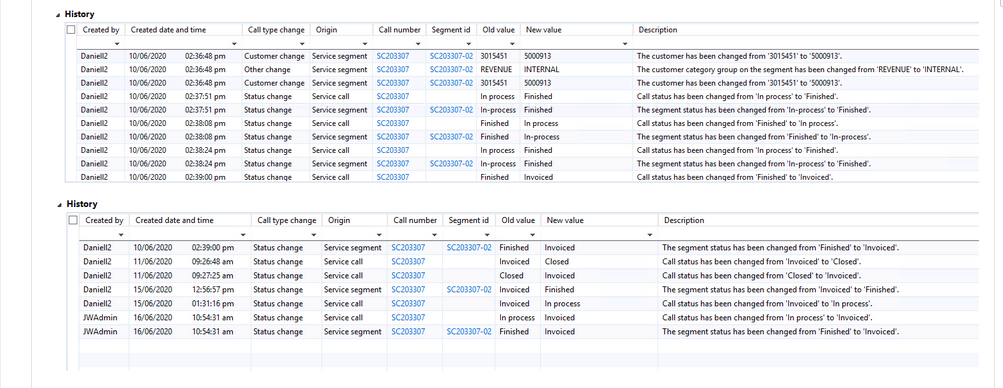 History
Created by Created date and time Call type change Origin Call number Segment id Old value New value Description
Daniell2 10/06/2020 02:36:48 pm Customer change Service segment SC203307 SC203307-02 3015451 5000913 The customer has been changed from '3015451' to '5000913'.
Daniell2 10/06/2020 02:36:48 pm Other change Service segment SC203307 SC203307-02 REVENUE INTERNAL The customer category group on the segment has been changed from 'REVENUE' to 'INTERNAL'.
Daniell2 10/06/2020 02:36:48 pm Customer change Service segment SC203307 SC203307-02 3015451 5000913 The customer has been changed from '3015451' to '5000913'.
Daniell2 10/06/2020 02:37:51 pm Status change Service call SC203307 In process Finished Call status has been changed from 'In process' to 'Finished'.
Daniell2 10/06/2020 02:37:51 pm Status change Service segment SC203307 SC203307-02 In-process Finished The segment status has been changed from 'In-process' to 'Finished'.
Daniell2 10/06/2020 02:38:08 pm Status change Service call SC203307 Finished In process Call status has been changed from 'Finished' to 'In process'.
Daniell2 10/06/2020 02:38:08 pm Status change Service segment SC203307 SC203307-02 Finished In-process The segment status has been changed from 'Finished' to 'In-process'.
Daniell2 10/06/2020 02:38:24 pm Status change Service call SC203307 In process Finished Call status has been changed from 'In process' to 'Finished'.
Daniell2 10/06/2020 02:38:24 pm Status change Service segment SC203307 SC203307-02 In-process Finished The segment status has been changed from 'In-process' to 'Finished'.
Daniell2 10/06/2020 02:39:00 pm Status change Service call SC203307 Finished Invoiced Call status has been changed from 'Finished' to 'Invoiced'.
History
Created by Created date and time Call type change Origin Call number Segment id Old value New value Description
Daniell2 10/06/2020 02:39:00 pm Status change Service segment SC203307 SC203307-02 Finished Invoiced The segment status has been changed from 'Finished' to 'Invoiced'.
Daniell2 11/06/2020 09:26:48 am Status change Service call SC203307 Invoiced Closed Call status has been changed from 'Invoiced' to 'Closed'.
Daniell2 11/06/2020 09:27:25 am Status change Service call SC203307 Closed Invoiced Call status has been changed from 'Closed' to 'Invoiced'.
Daniell2 15/06/2020 12:56:57 pm Status change Service segment SC203307 SC203307-02 Invoiced Finished The segment status has been changed from 'Invoiced' to 'Finished'.
Daniell2 15/06/2020 01:31:16 pm Status change Service call SC203307 Invoiced In process Call status has been changed from 'Invoiced' to 'In process'.
JWAdmin 16/06/2020 10:54:31 am Status change Service call SC203307 In process Invoiced Call status has been changed from 'In process' to 'Invoiced'.
JWAdmin 16/06/2020 10:54:31 am Status change Service segment SC203307 SC203307-02 Finished Invoiced The segment status has been changed from 'Finished' to 'Invoiced'.